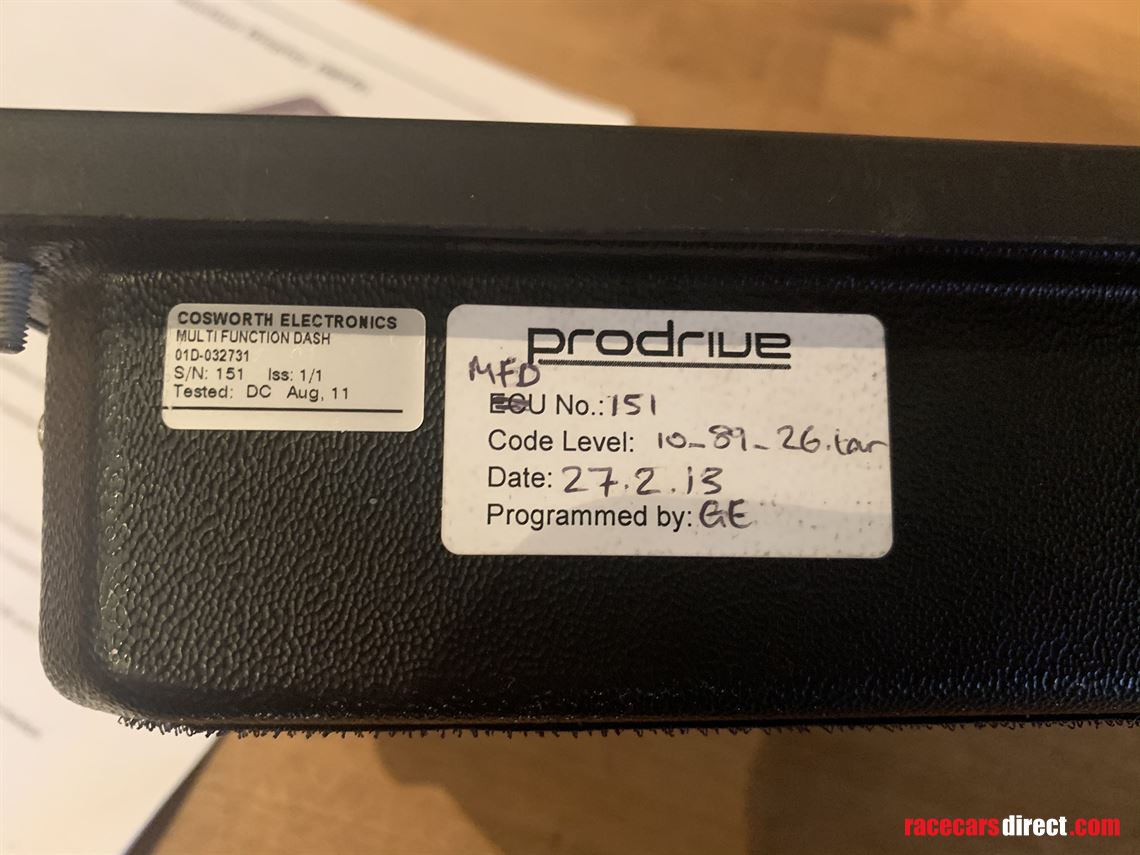 COSWORTH ELECTRONICS
MULTI FUNCTION DASH
01D-032731
S/N: 151 Iss: 1/1
Tested: DC Aug, 11
prodrive
MFD
ECU No.: 151
Code Level: 10_89_26.tar
Date: 27.2.13
Programmed by: GE
racecarsdirect.com